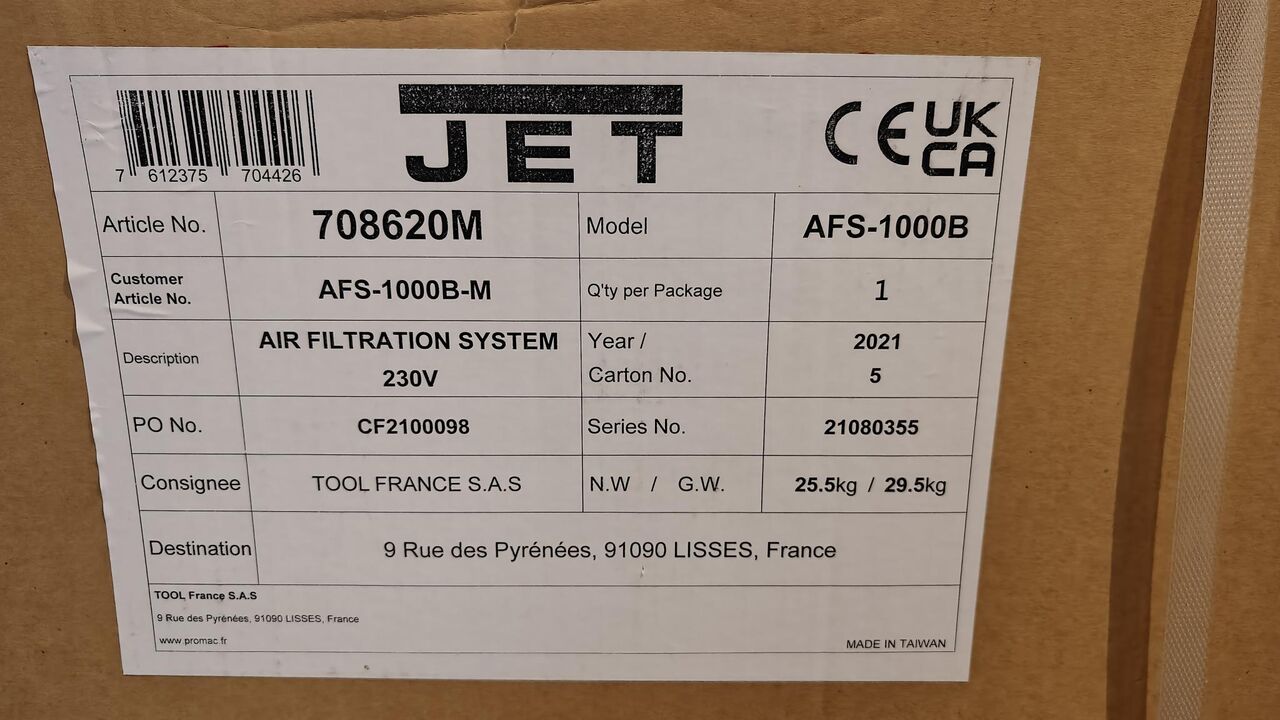 JET
CE UK
CA
7 612375 704426
Article No. 708620M Model AFS-1000B
Customer
Article No. AFS-1000B-M Q'ty per Package 1
Description AIR FILTRATION SYSTEM
230V
Year / 2021
Carton No. 5
PO No. CF2100098 Series No. 21080355
Consignee TOOL FRANCE S.A.S N.W / G.W. 25.5kg / 29.5kg
Destination 9 Rue des Pyrénées, 91090 LISSES, France
TOOL France S.A.S
9 Rue des Pyrénées, 91090 LISSES, France
www.promac.fr
MADE IN TAIWAN